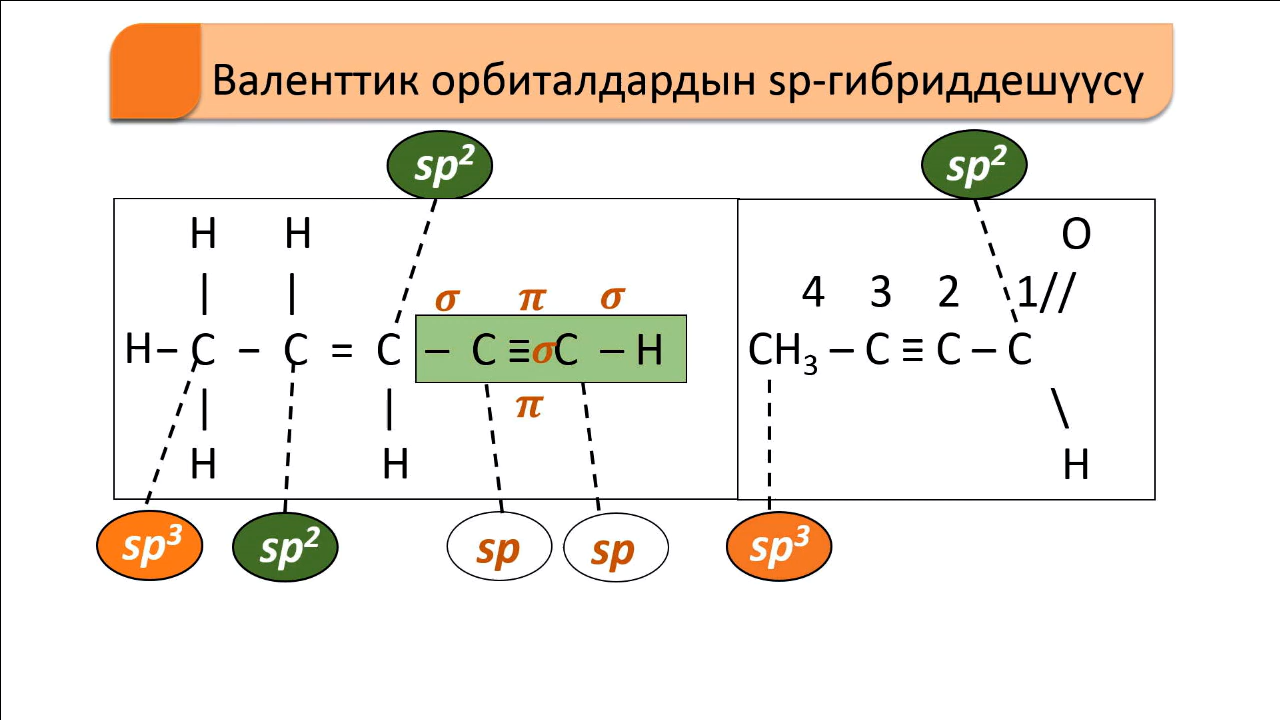 Валенттик орбиталдардын sp-гибриддешүүсү
sp² sp²
H H O
| | σ π σ 4 3 2 1//
H– C – C = C – C ≡σC – H CH₃ – C ≡ C – C
| | π \
H H H
sp³ sp² sp sp sp³